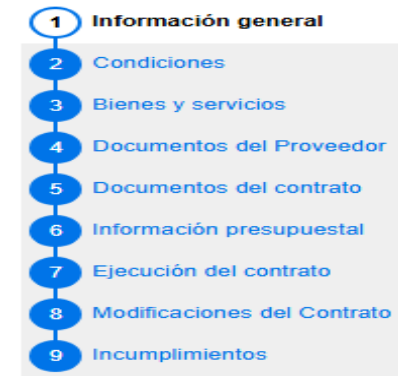 1 Información general
2 Condiciones
3 Bienes y servicios
4 Documentos del Proveedor
5 Documentos del contrato
6 Información presupuestal
7 Ejecución del contrato
8 Modificaciones del Contrato
9 Incumplimientos